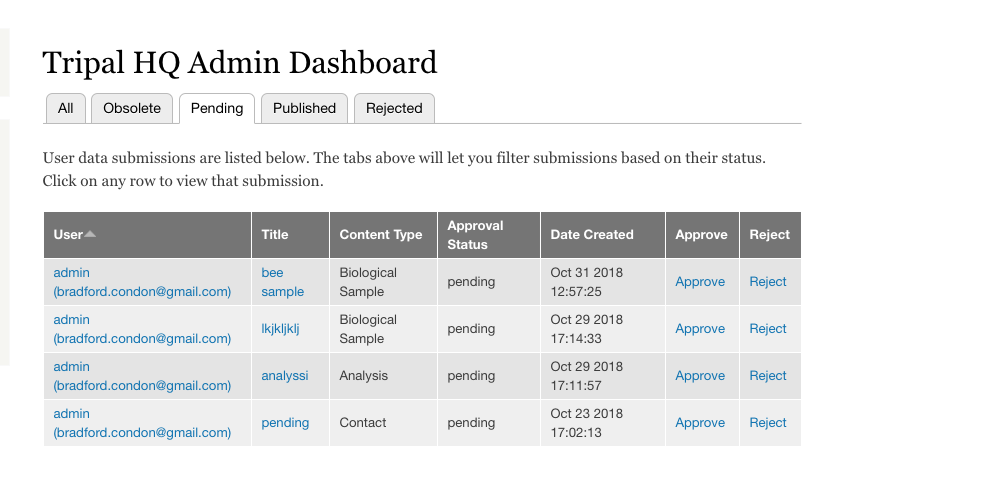 Tripal HQ Admin Dashboard
All Obsolete Pending Published Rejected
User data submissions are listed below. The tabs above will let you filter submissions based on their status.
Click on any row to view that submission.
User Title Content Type Approval Status Date Created Approve Reject
admin (bradford.condon@gmail.com) bee sample Biological Sample pending Oct 31 2018 12:57:25 Approve Reject
admin (bradford.condon@gmail.com) lkjkljklj Biological Sample pending Oct 29 2018 17:14:33 Approve Reject
admin (bradford.condon@gmail.com) analyssi Analysis pending Oct 29 2018 17:11:57 Approve Reject
admin (bradford.condon@gmail.com) pending Contact pending Oct 23 2018 17:02:13 Approve Reject